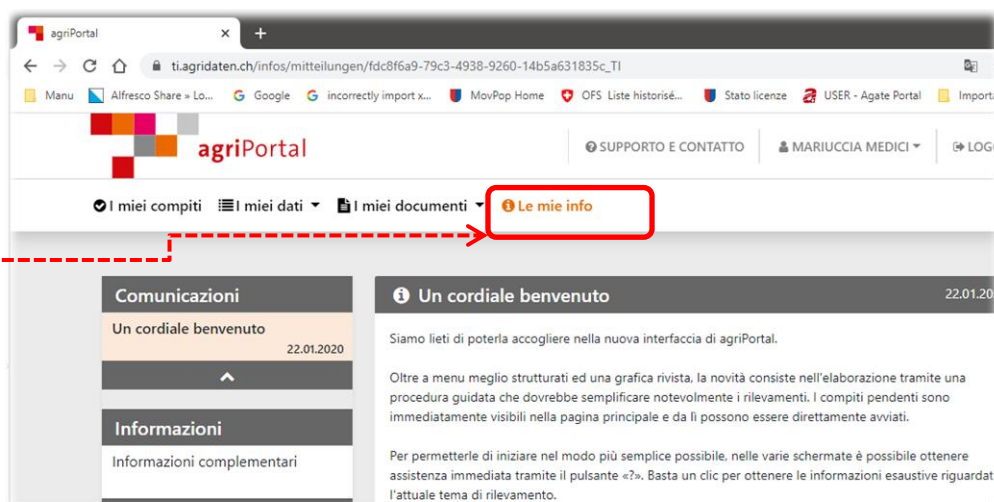 agriPortal
ti.agridaten.ch/infos/mitteilungen/fdc8f6a9-79c3-4938-9260-14b5a631835c_TI
Manu Alfresco Share » Lo... Google incorrectly import x... MovPop Home OFS Liste historisé... Stato licenze USER - Agate Portal Importa
agriPortal SUPPORTO E CONTATTO MARIUCCIA MEDICI LOGO
I miei compiti I miei dati I miei documenti Le mie info
Comunicazioni
Un cordiale benvenuto
22.01.2020
Informazioni
Informazioni complementari
Un cordiale benvenuto 22.01.20
Siamo lieti di poterla accogliere nella nuova interfaccia di agriPortal.
Oltre a menu meglio strutturati ed una grafica rivista, la novità consiste nell'elaborazione tramite una
procedura guidata che dovrebbe semplificare notevolmente i rilevamenti. I compiti pendenti sono
immediatamente visibili nella pagina principale e da lì possono essere direttamente avviati.
Per permetterle di iniziare nel modo più semplice possibile, nelle varie schermate è possibile ottenere
assistenza immediata tramite il pulsante «?». Basta un clic per ottenere le informazioni esaustive riguardat
l'attuale tema di rilevamento.